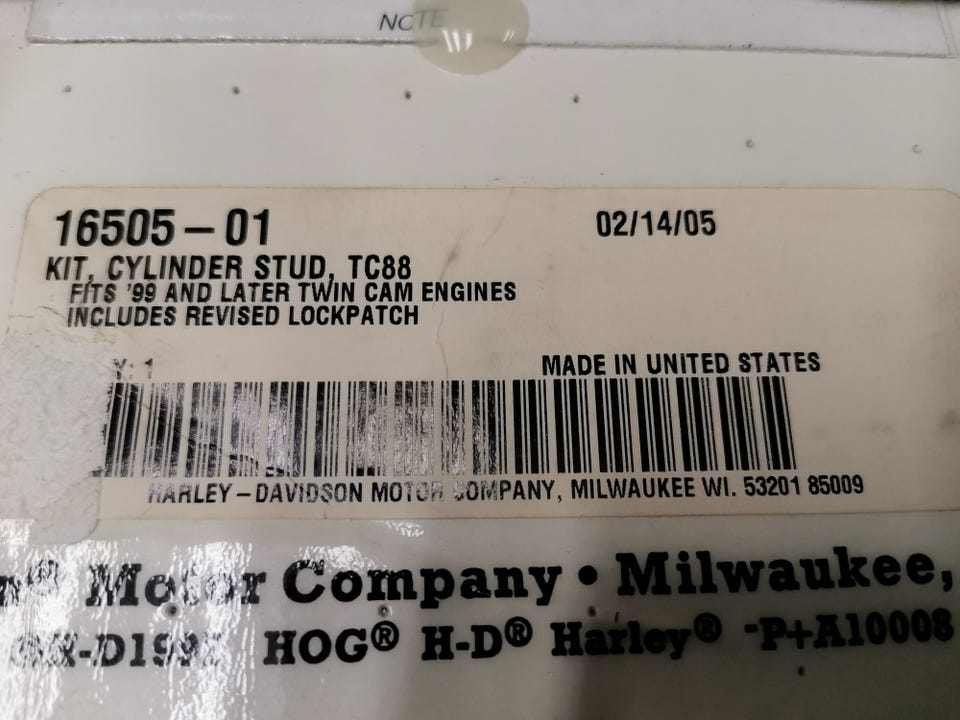 NOTE
16505-01
02/14/05
KIT, CYLINDER STUD, TC88
FITS '99 AND LATER TWIN CAM ENGINES
INCLUDES REVISED LOCKPATCH
Y: 1
MADE IN UNITED STATES
HARLEY-DAVIDSON MOTOR COMPANY, MILWAUKEE WI. 53201 85009
n® Motor Company • Milwaukee,
HOG® H-D® Harley® -P+A10008